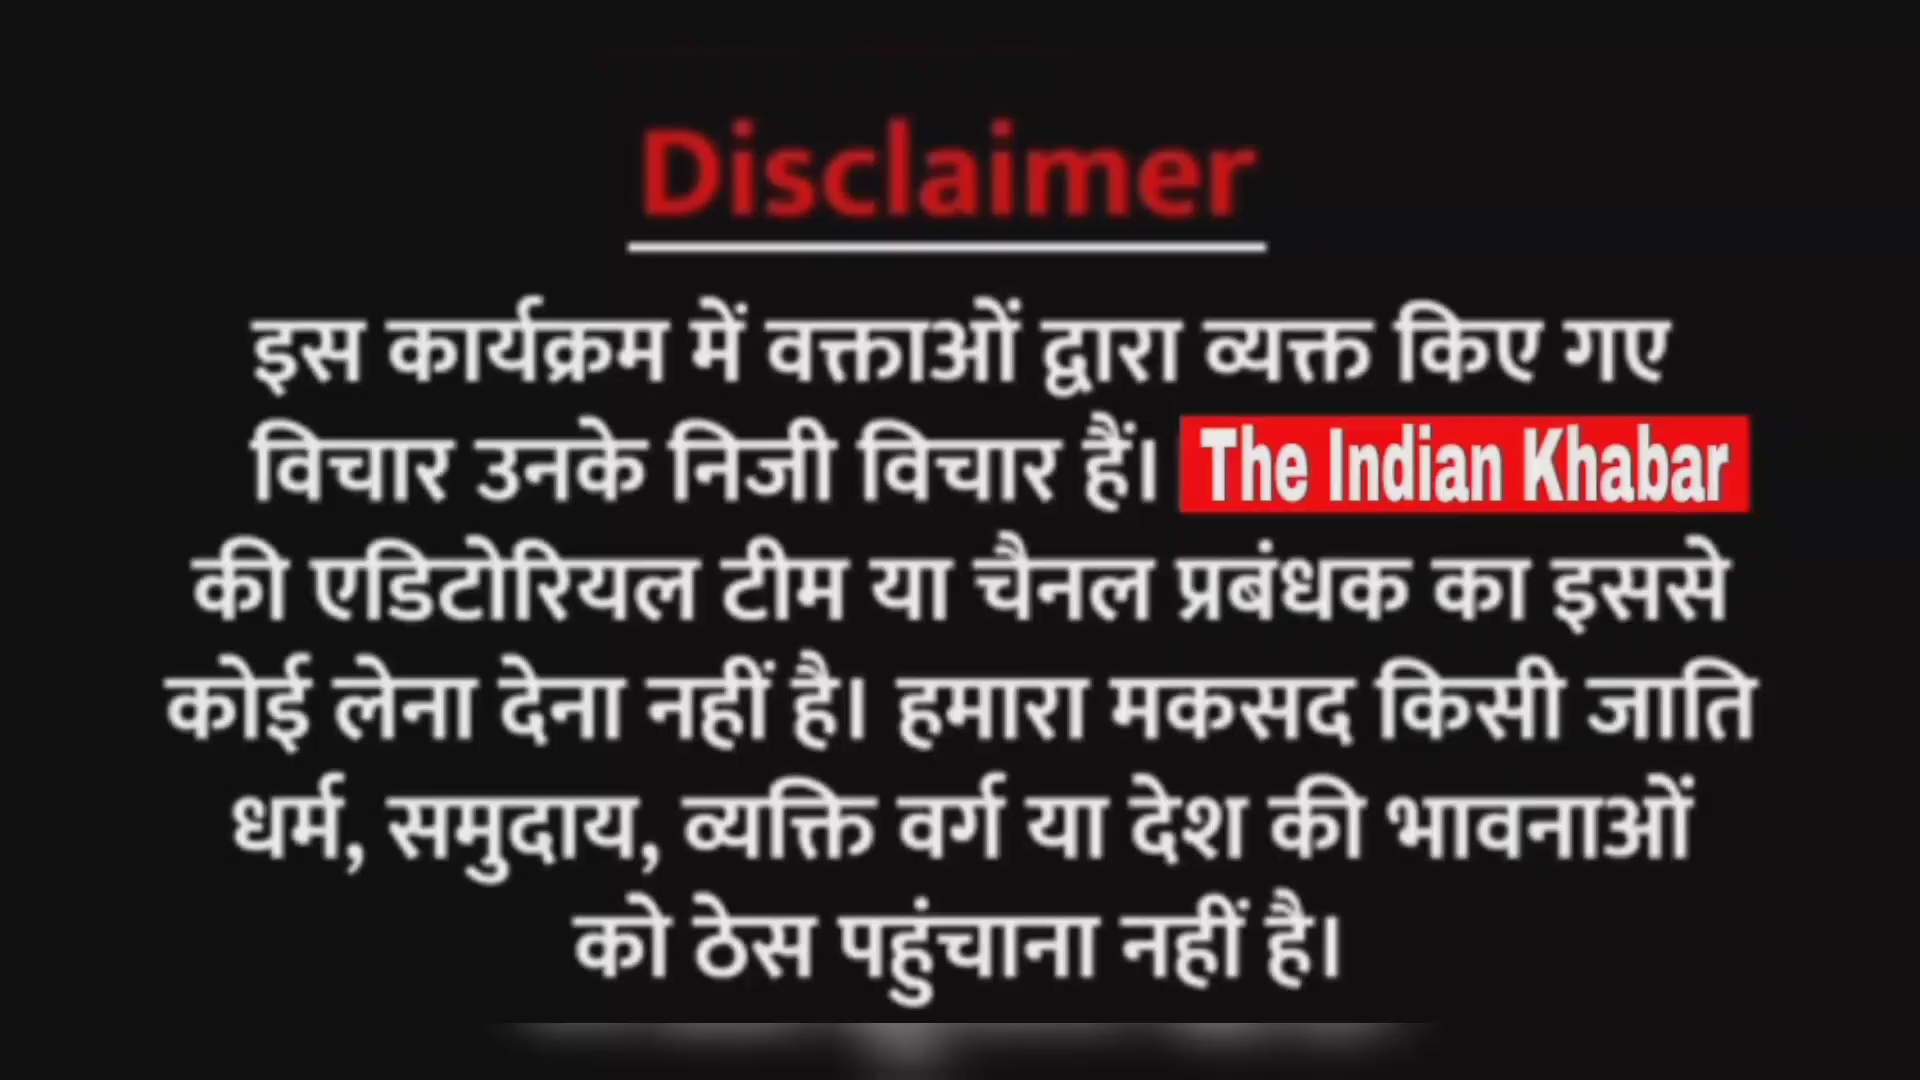 Disclaimer
इस कार्यक्रम में वक्ताओं द्वारा व्यक्त किए गए
विचार उनके निजी विचार हैं। The Indian Khabar
की एडिटोरियल टीम या चैनल प्रबंधक का इससे
कोई लेना देना नहीं है। हमारा मकसद किसी जाति
धर्म, समुदाय, व्यक्ति वर्ग या देश की भावनाओं
को ठेस पहुंचाना नहीं है।